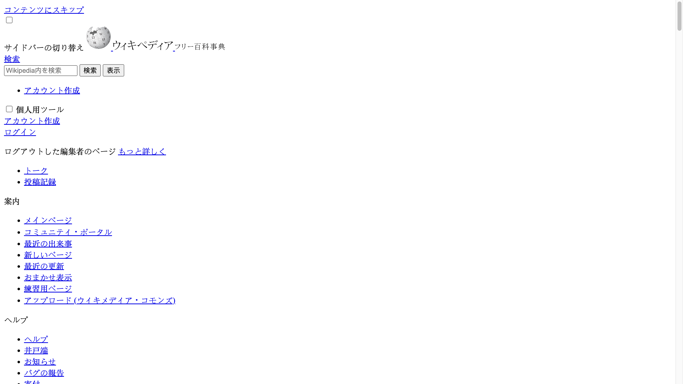 コンテンツにスキップ
サイドバーの切り替え ウィキペディア フリー百科事典
検索
Wikipedia内を検索 検索 表示
アカウント作成
個人用ツール
アカウント作成
ログイン
ログアウトした編集者のページ もっと詳しく
トーク
投稿記録
案内
メインページ
コミュニティ・ポータル
最近の出来事
新しいページ
最近の更新
おまかせ表示
練習用ページ
アップロード (ウィキメディア・コモンズ)
ヘルプ
ヘルプ
井戸端
お知らせ
バグの報告